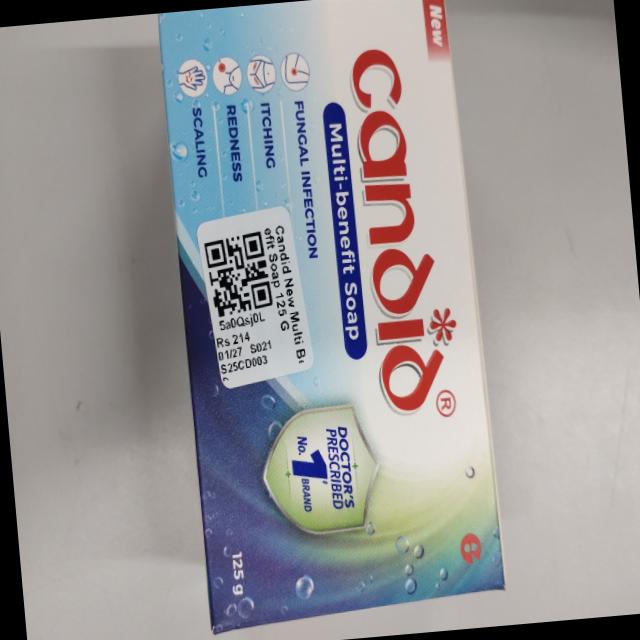 New
Candid®
Multi-benefit Soap
FUNGAL INFECTION
ITCHING
REDNESS
SCALING
Candid New Multi B
efit Soap 125 G
5a0Qsj0L
Rs 214
01/27 S021
S25CD003
DOCTOR'S
PRESCRIBED
No. 1* BRAND
125 g